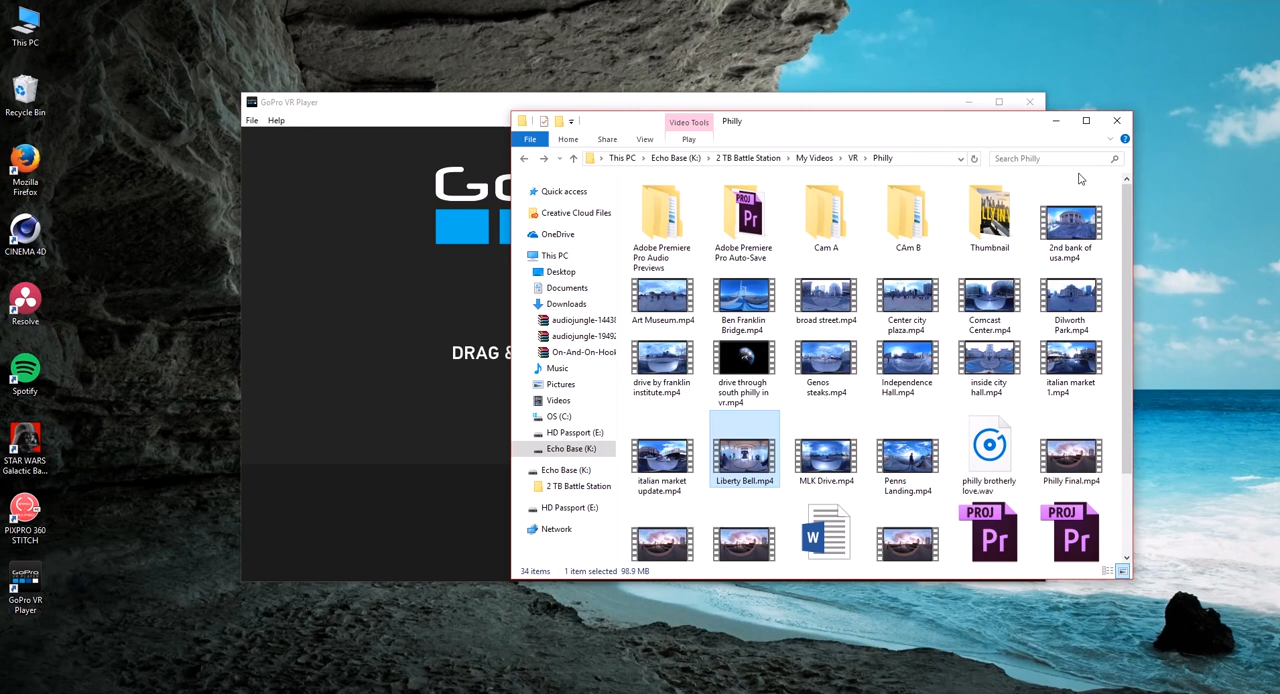 This PC
Recycle Bin
Mozilla
Firefox
CINEMA 4D
Resolve
Spotify
STAR WARS
Galactic Ba...
PIXPRO 360
STITCH
GoPro VR
Player
GoPro VR Player
File Help
Go
DRAG &
Video Tools
Philly
File Home Share View Play
This PC > Echo Base (K:) > 2 TB Battle Station > My Videos > VR > Philly
Search Philly
Quick access
Creative Cloud Files
OneDrive
This PC
Desktop
Documents
Downloads
audiojungle-14438
audiojungle-19492
On-And-On-Hook
Music
Pictures
Videos
OS (C:)
HD Passport (E:)
Echo Base (K:)
Echo Base (K:)
2 TB Battle Station
HD Passport (E:)
Network
Adobe Premiere
Pro Audio
Previews
PROJ
Pr
Adobe Premiere
Pro Auto-Save
Cam A
CAm B
LLY IN
Thumbnail
2nd bank of
usa.mp4
Art Museum.mp4
Ben Franklin
Bridge.mp4
broad street.mp4
Center city
plaza.mp4
Comcast
Center.mp4
Dilworth
Park.mp4
drive by franklin
institute.mp4
drive through
south philly in
vr.mp4
Genos
steaks.mp4
Independence
Hall.mp4
inside city
hall.mp4
italian market
1.mp4
italian market
update.mp4
Liberty Bell.mp4
MLK Drive.mp4
Penns
Landing.mp4
philly brotherly
love.wav
Philly Final.mp4
W
PROJ
Pr
PROJ
Pr
34 items 1 item selected 98.9 MB